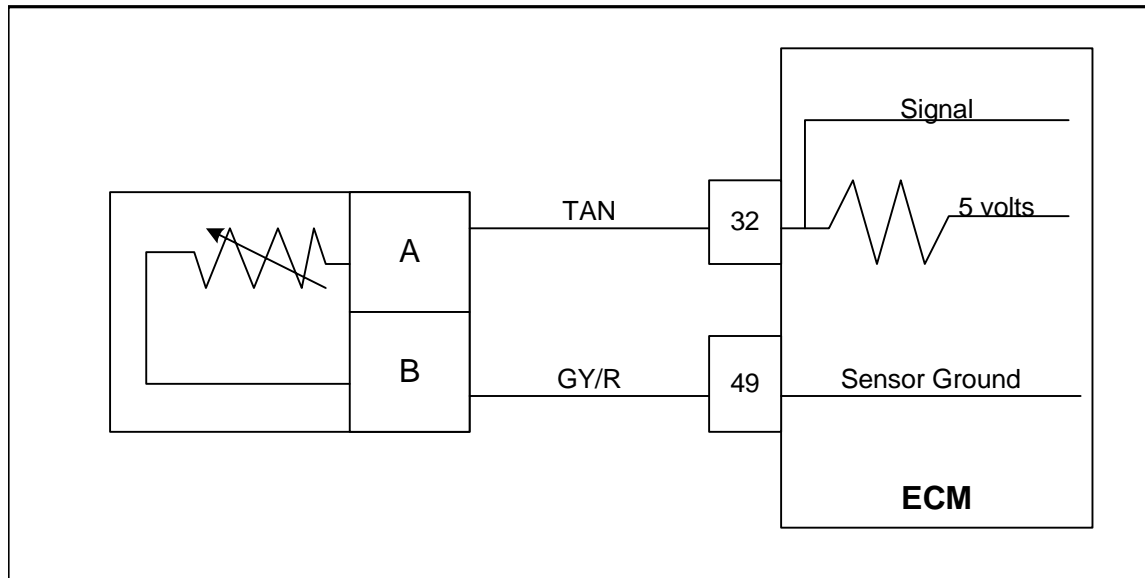 Signal
TAN
32
5 volts
A
B
GY/R
49
Sensor Ground
ECM